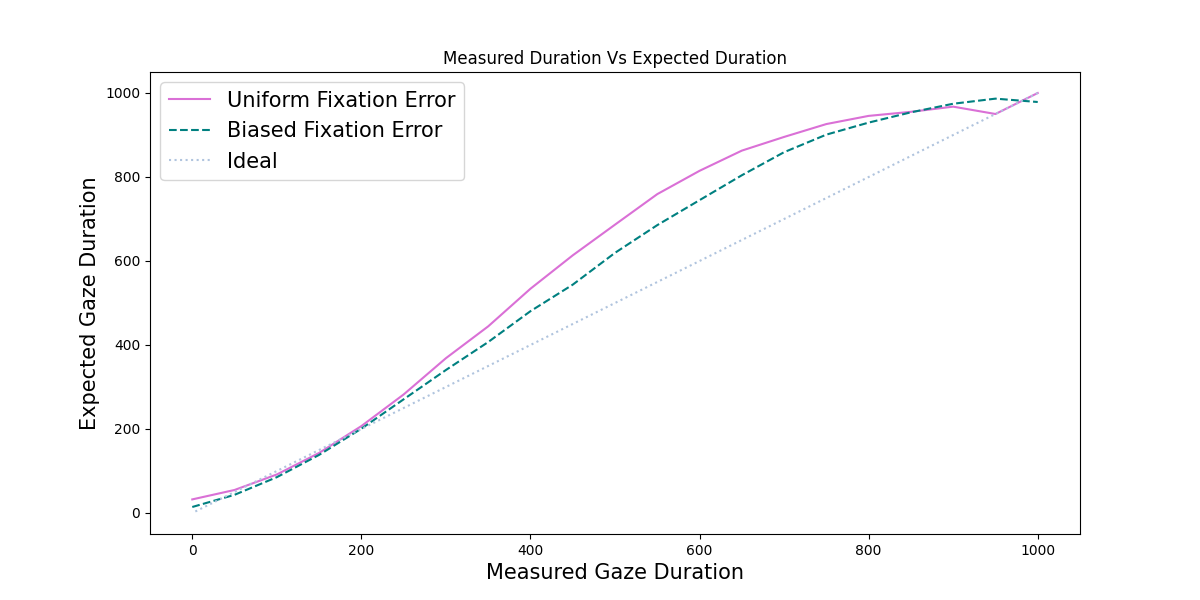 Measured Duration Vs Expected Duration
Uniform Fixation Error
Biased Fixation Error
Ideal
1000
800
600
400
200
0
Expected Gaze Duration
0 200 400 600 800 1000
Measured Gaze Duration